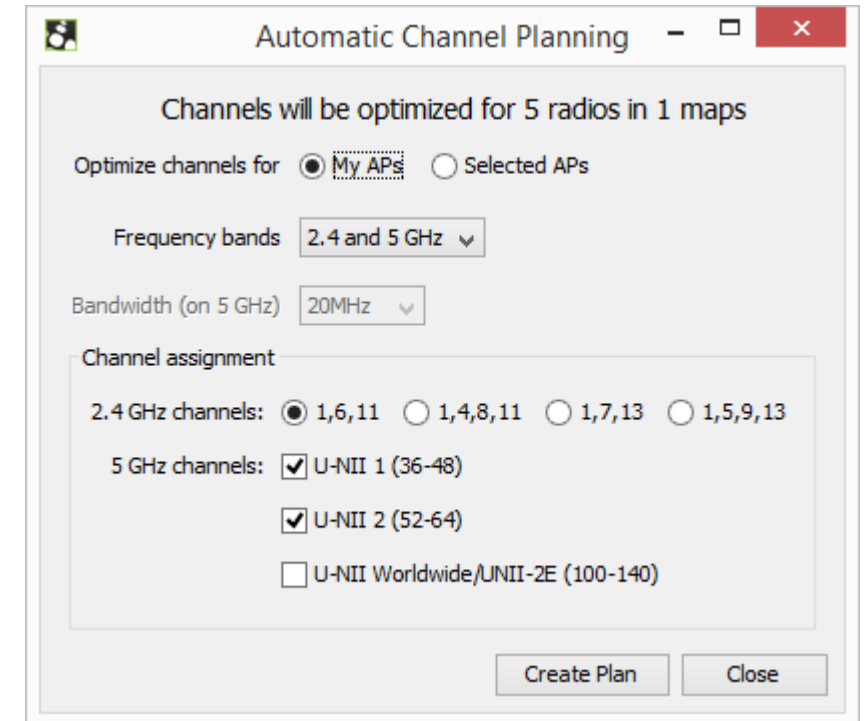 Automatic Channel Planning
Channels will be optimized for 5 radios in 1 maps
Optimize channels for My APs Selected APs
Frequency bands 2.4 and 5 GHz
Bandwidth (on 5 GHz) 20MHz
Channel assignment
2.4 GHz channels: 1,6,11 1,4,8,11 1,7,13 1,5,9,13
5 GHz channels: U-NII 1 (36-48)
U-NII 2 (52-64)
U-NII Worldwide/UNII-2E (100-140)
Create Plan Close